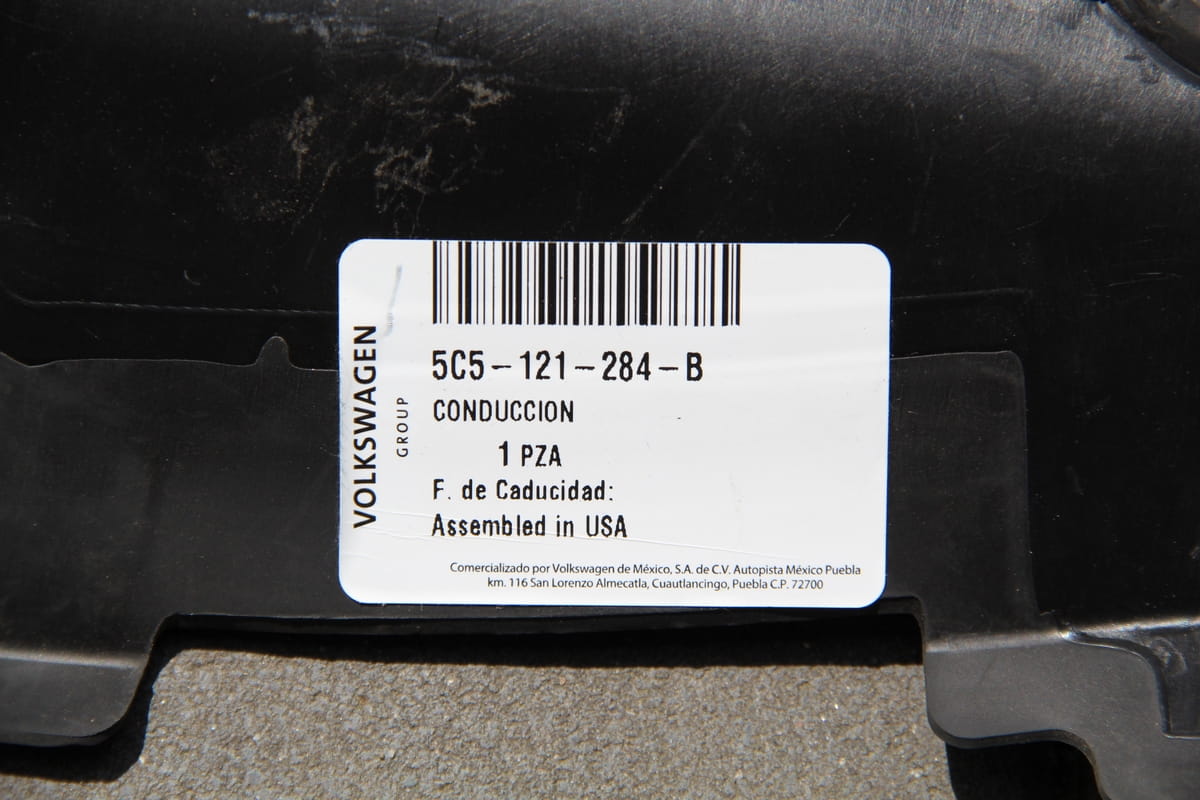 VOLKSWAGEN
GROUP
5C5-121-284-B
CONDUCCION
1 PZA
F. de Caducidad:
Assembled in USA
Comercializado por Volkswagen de México, S.A. de C.V. Autopista México Puebla
km. 116 San Lorenzo Almecatla, Cuautlancingo, Puebla C.P. 72700